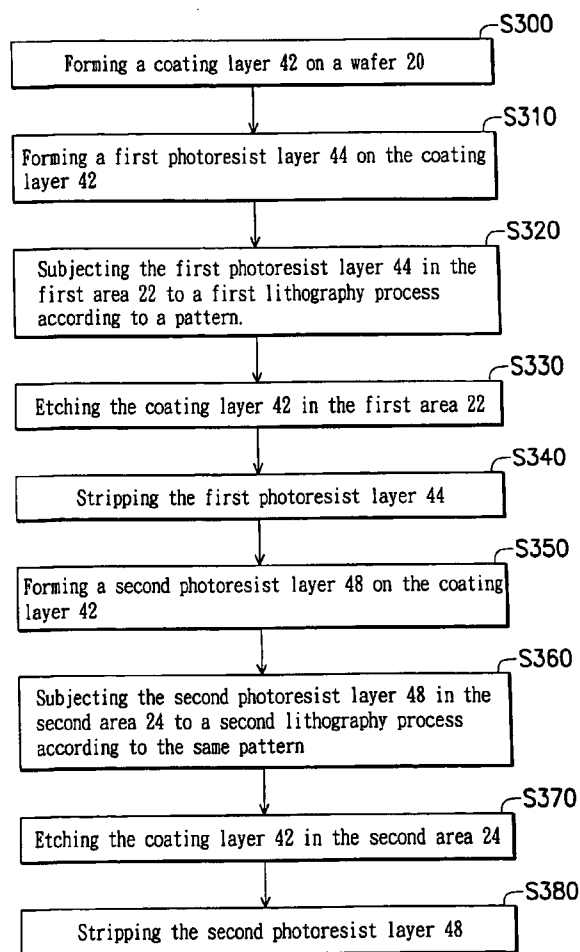 S300
Forming a coating layer 42 on a wafer 20
S310
Forming a first photoresist layer 44 on the coating
layer 42
S320
Subjecting the first photoresist layer 44 in the
first area 22 to a first lithography process
according to a pattern.
S330
Etching the coating layer 42 in the first area 22
S340
Stripping the first photoresist layer 44
S350
Forming a second photoresist layer 48 on the coating
layer 42
S360
Subjecting the second photoresist layer 48 in the
second area 24 to a second lithography process
according to the same pattern
S370
Etching the coating layer 42 in the second area 24
S380
Stripping the second photoresist layer 48